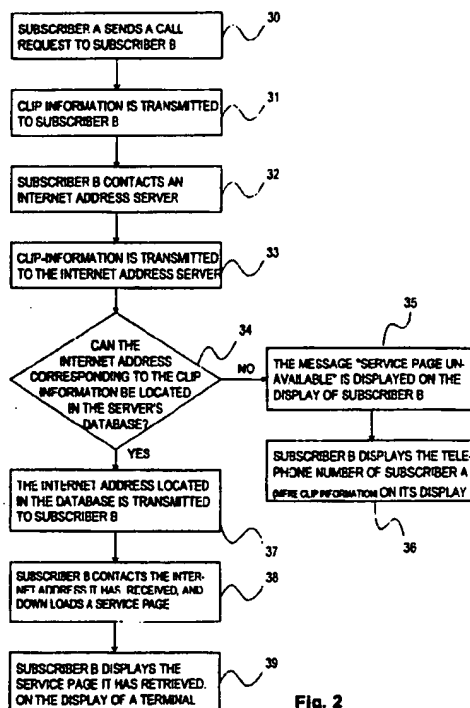 30
SUBSCRIBER A SENDS A CALL
REQUEST TO SUBSCRIBER B
31
CLIP INFORMATION IS TRANSMITTED
TO SUBSCRIBER B
32
SUBSCRIBER B CONTACTS AN
INTERNET ADDRESS SERVER
33
CLIP-INFORMATION IS TRANSMITTED
TO THE INTERNET ADDRESS SERVER
34
CAN THE
INTERNET ADDRESS
CORRESPONDING TO THE CLIP
INFORMATION BE LOCATED
IN THE SERVER'S
DATABASE?
NO
35
THE MESSAGE "SERVICE PAGE UN-
AVAILABLE" IS DISPLAYED ON THE
DISPLAY OF SUBSCRIBER B
SUBSCRIBER B DISPLAYS THE TELE-
PHONE NUMBER OF SUBSCRIBER A
(MERE CLIP INFORMATION) ON ITS DISPLAY
36
YES
THE INTERNET ADDRESS LOCATED
IN THE DATABASE IS TRANSMITTED
TO SUBSCRIBER B
37
38
SUBSCRIBER B CONTACTS THE INTER-
NET ADDRESS IT HAS RECEIVED, AND
DOWN LOADS A SERVICE PAGE
39
SUBSCRIBER B DISPLAYS THE
SERVICE PAGE IT HAS RETRIEVED,
ON THE DISPLAY OF A TERMINAL
Fig. 2